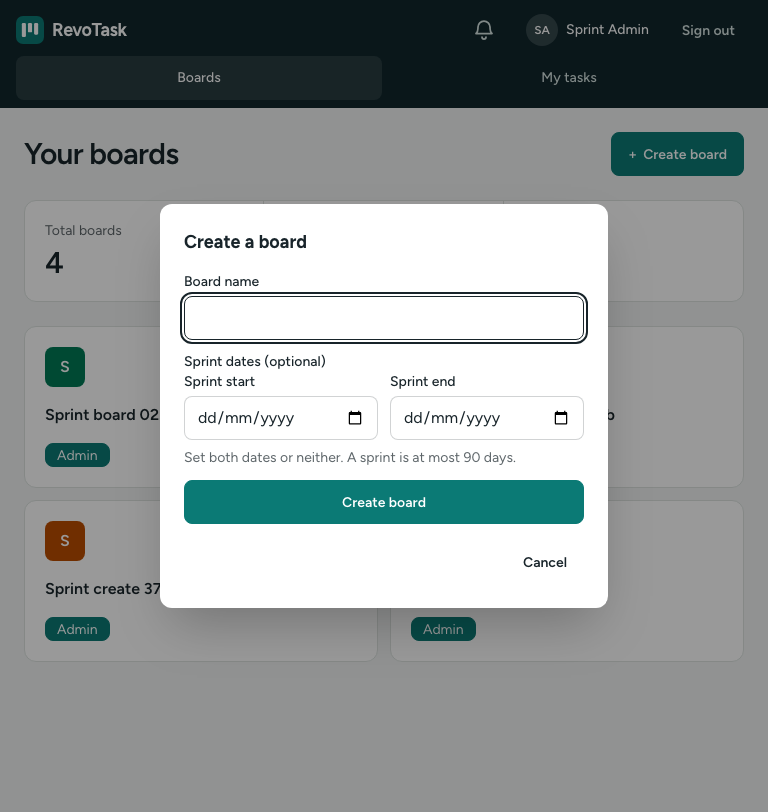 RevoTask
SA
Sprint Admin
Sign out
Boards
My tasks
Your boards
+ Create board
Total boards
4
Create a board
Board name
Sprint dates (optional)
Sprint start
Sprint end
dd/mm/yyyy
dd/mm/yyyy
Set both dates or neither. A sprint is at most 90 days.
Create board
Cancel
S
Sprint board 02
b
Admin
S
Sprint create 37
Admin
Admin